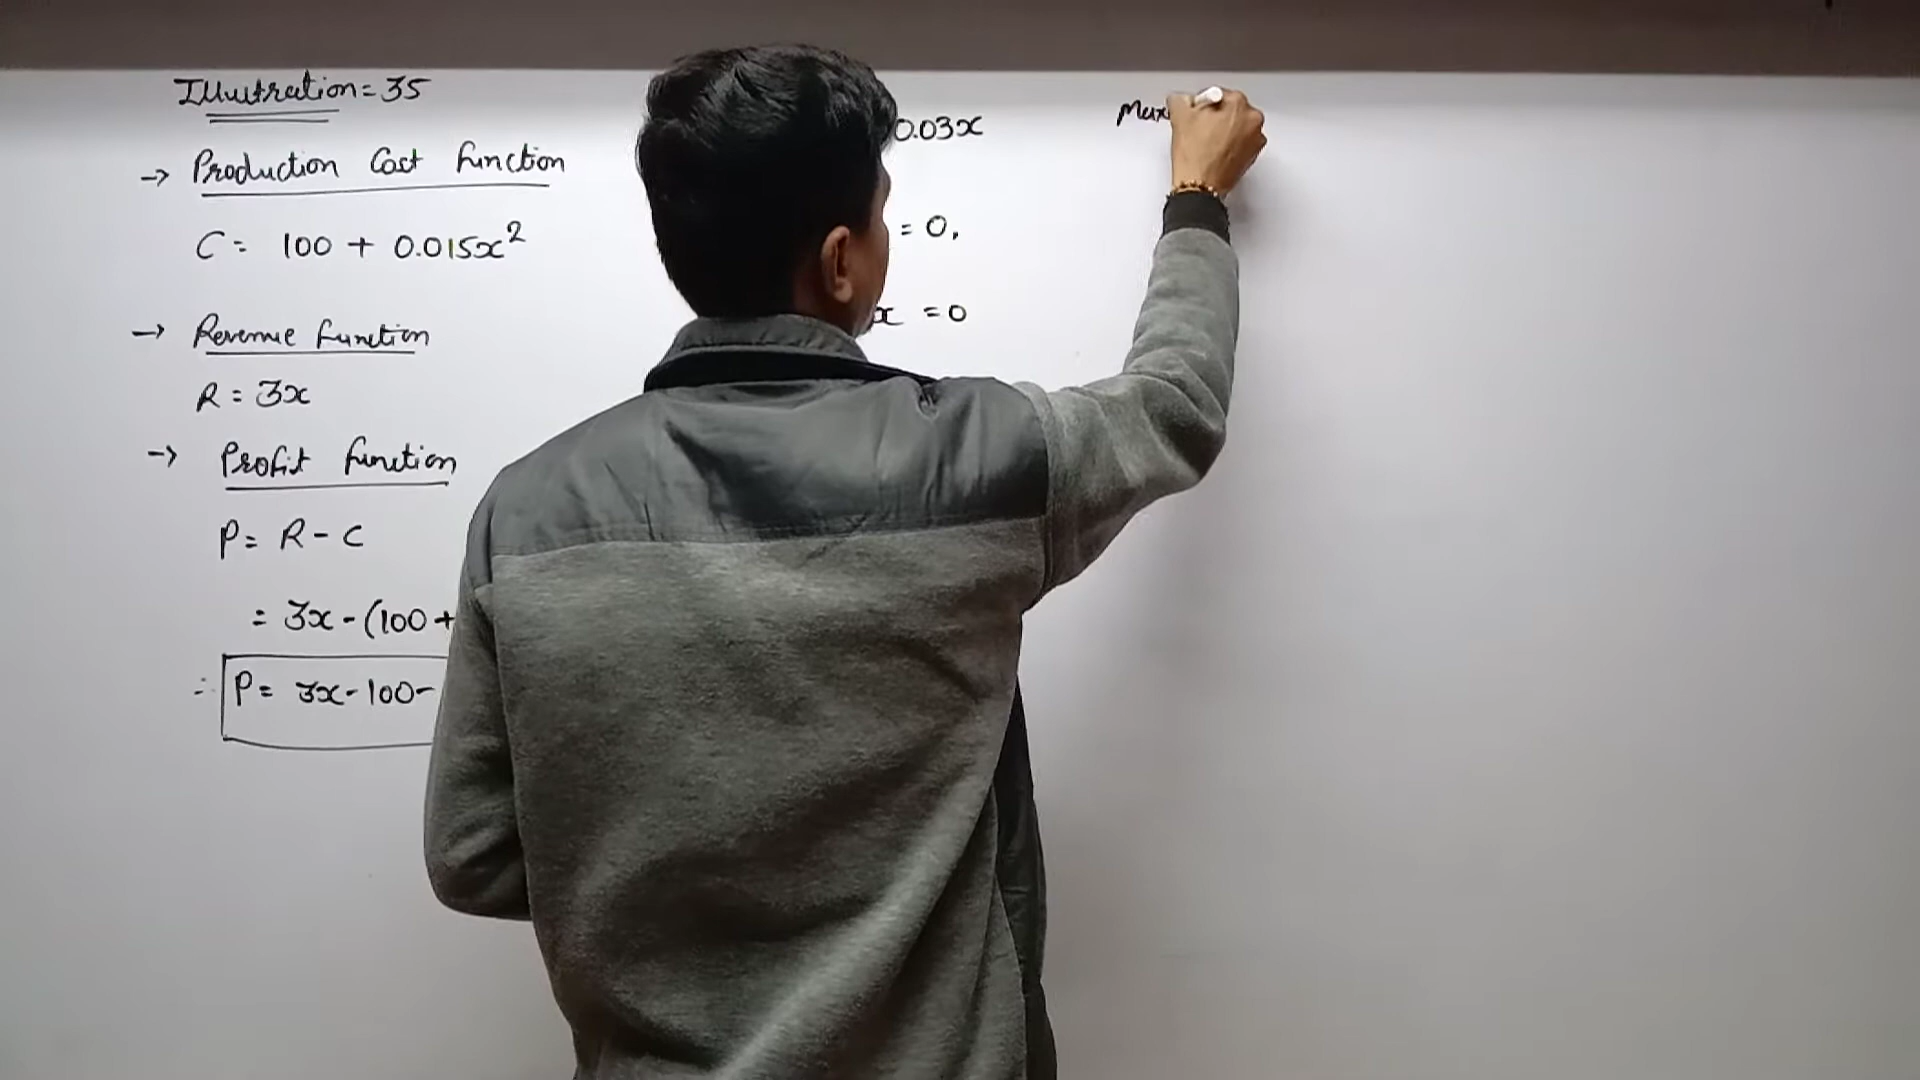 Illustration = 35
→ Production Cost function
C = 100 + 0.015x²
→ Revenue function
R = 3x
→ Profit function
P = R - C
= 3x - (100 +
∴ P = 3x - 100 -
0.03x
= 0,
x = 0
Max